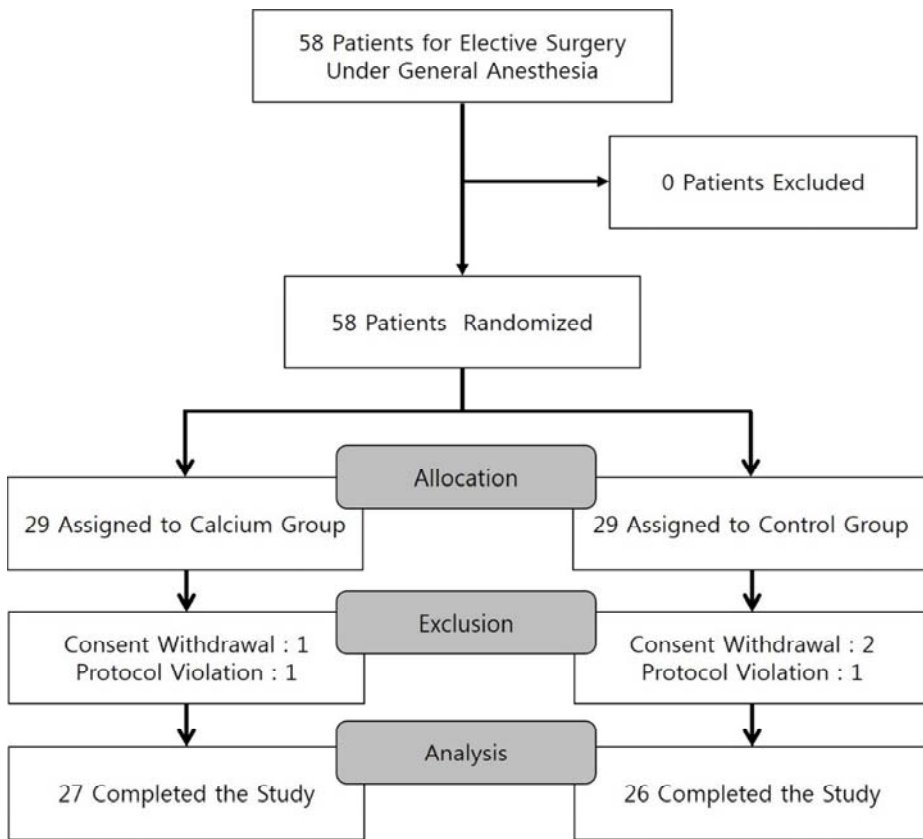 58 Patients for Elective Surgery
Under General Anesthesia
0 Patients Excluded
58 Patients Randomized
Allocation
29 Assigned to Calcium Group
29 Assigned to Control Group
Exclusion
Consent Withdrawal : 1
Protocol Violation : 1
Consent Withdrawal : 2
Protocol Violation : 1
Analysis
27 Completed the Study
26 Completed the Study